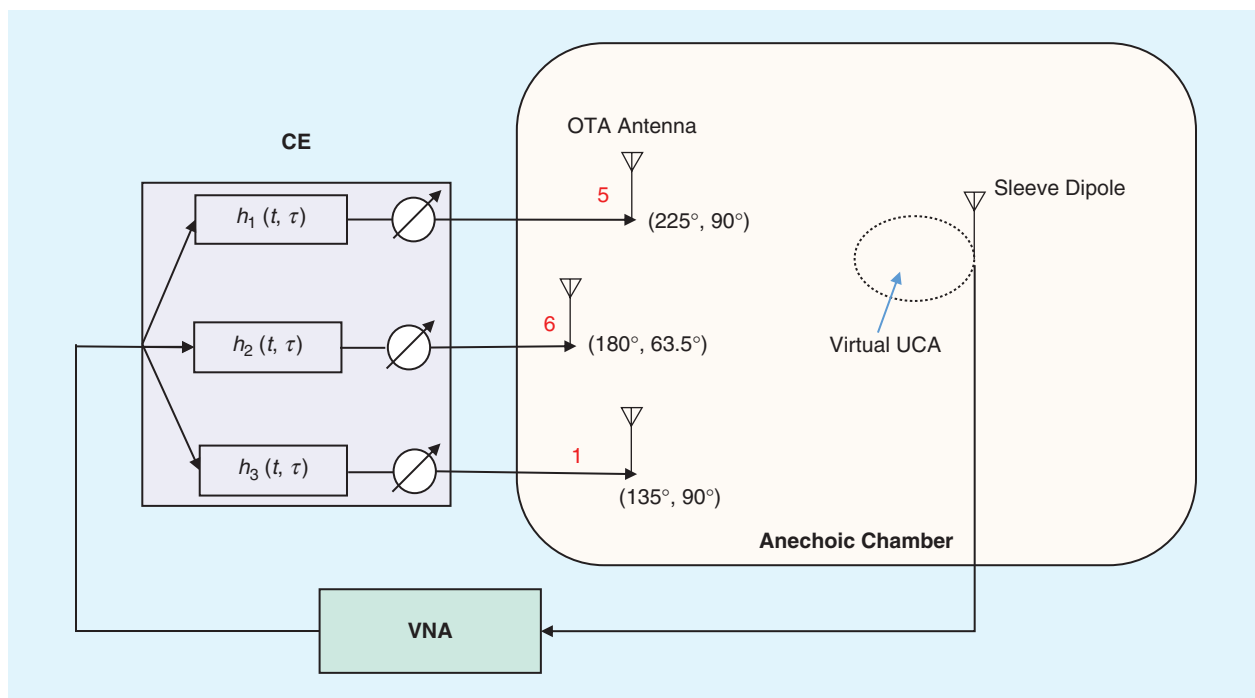 CE
OTA Antenna
h₁ (t, τ)
5
(225°, 90°)
Sleeve Dipole
h₂ (t, τ)
6
(180°, 63.5°)
Virtual UCA
h₃ (t, τ)
1
(135°, 90°)
Anechoic Chamber
VNA